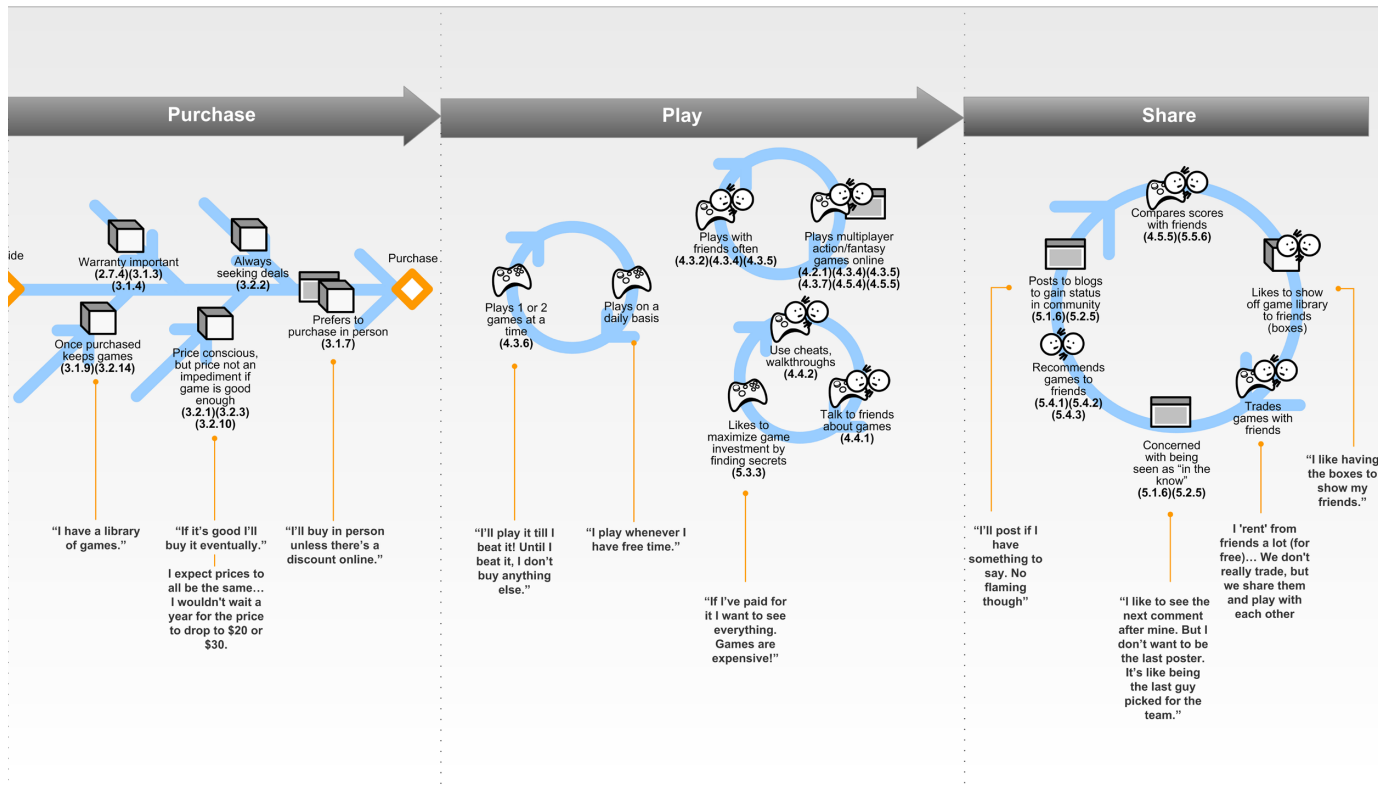 Purchase
Play
Share
ide
Warranty important
(2.7.4)(3.1.3)
(3.1.4)
Always
seeking deals
(3.2.2)
Purchase
Once purchased
keeps games
(3.1.9)(3.2.14)
Price conscious,
but price not an
impediment if
game is good
enough
(3.2.1)(3.2.3)
(3.2.10)
Prefers to
purchase in person
(3.1.7)
“I have a library
of games.”
“If it’s good I’ll
buy it eventually.”
I expect prices to
all be the same…
I wouldn't wait a
year for the price
to drop to $20 or
$30.
“I’ll buy in person
unless there’s a
discount online.”
Plays 1 or 2
games at a
time
(4.3.6)
Plays on a
daily basis
Plays with
friends often
(4.3.2)(4.3.4)(4.3.5)
Plays multiplayer
action/fantasy
games online
(4.2.1)(4.3.4)(4.3.5)
(4.3.7)(4.5.4)(4.5.5)
Use cheats,
walkthroughs
(4.4.2)
Likes to
maximize game
investment by
finding secrets
(5.3.3)
Talk to friends
about games
(4.4.1)
“I’ll play it till I
beat it! Until I
beat it, I don’t
buy anything
else.”
“I play whenever I
have free time.”
“If I’ve paid for
it I want to see
everything.
Games are
expensive!”
Compares scores
with friends
(4.5.5)(5.5.6)
Posts to blogs
to gain status
in community
(5.1.6)(5.2.5)
Likes to show
off game library
to friends
(boxes)
Recommends
games to
friends
(5.4.1)(5.4.2)
(5.4.3)
Concerned
with being
seen as “in the
know”
(5.1.6)(5.2.5)
Trades
games with
friends
“I’ll post if I
have
something to
say. No
flaming
though”
“I like to see the
next comment
after mine. But I
don’t want to be
the last poster.
It’s like being
the last guy
picked for the
team.”
I 'rent' from
friends a lot (for
free)… We don't
really trade, but
we share them
and play with
each other
“I like having
the boxes to
show my
friends.”